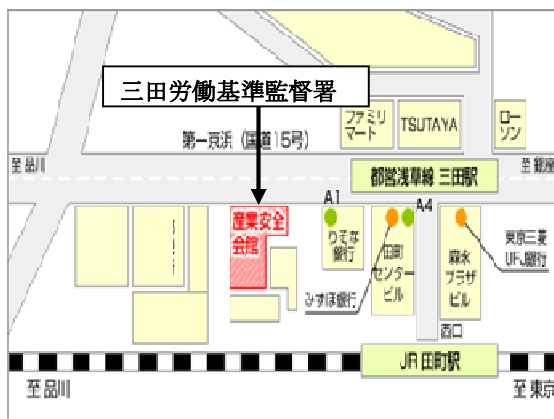 三田労働基準監督署
ファミリ
マート
TSUTAYA
ロー
ソン
第一京浜(国道15号)
至品川
都営浅草線 三田駅
至銀座
A1
A4
産業安全
会館
りそな
銀行
田町
センター
ビル
森永
プラザ
ビル
東京三菱
UFJ銀行
みずほ銀行
西口
JR田町駅
至品川
至東京